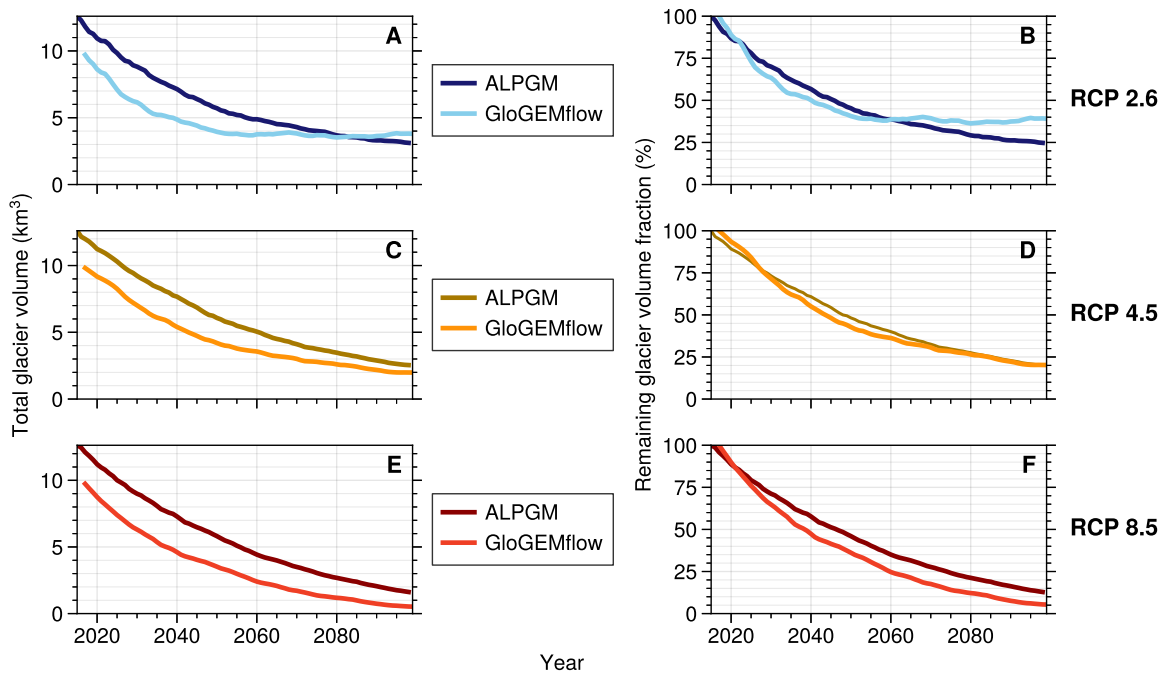 A
10
5
0
ALPGM
GloGEMflow
B
100
75
50
25
0
RCP 2.6
Total glacier volume (km³)
C
10
5
0
ALPGM
GloGEMflow
Remaining glacier volume fraction (%)
D
100
75
50
25
0
RCP 4.5
E
10
5
0
2020 2040 2060 2080
ALPGM
GloGEMflow
F
100
75
50
25
0
2020 2040 2060 2080
RCP 8.5
Year